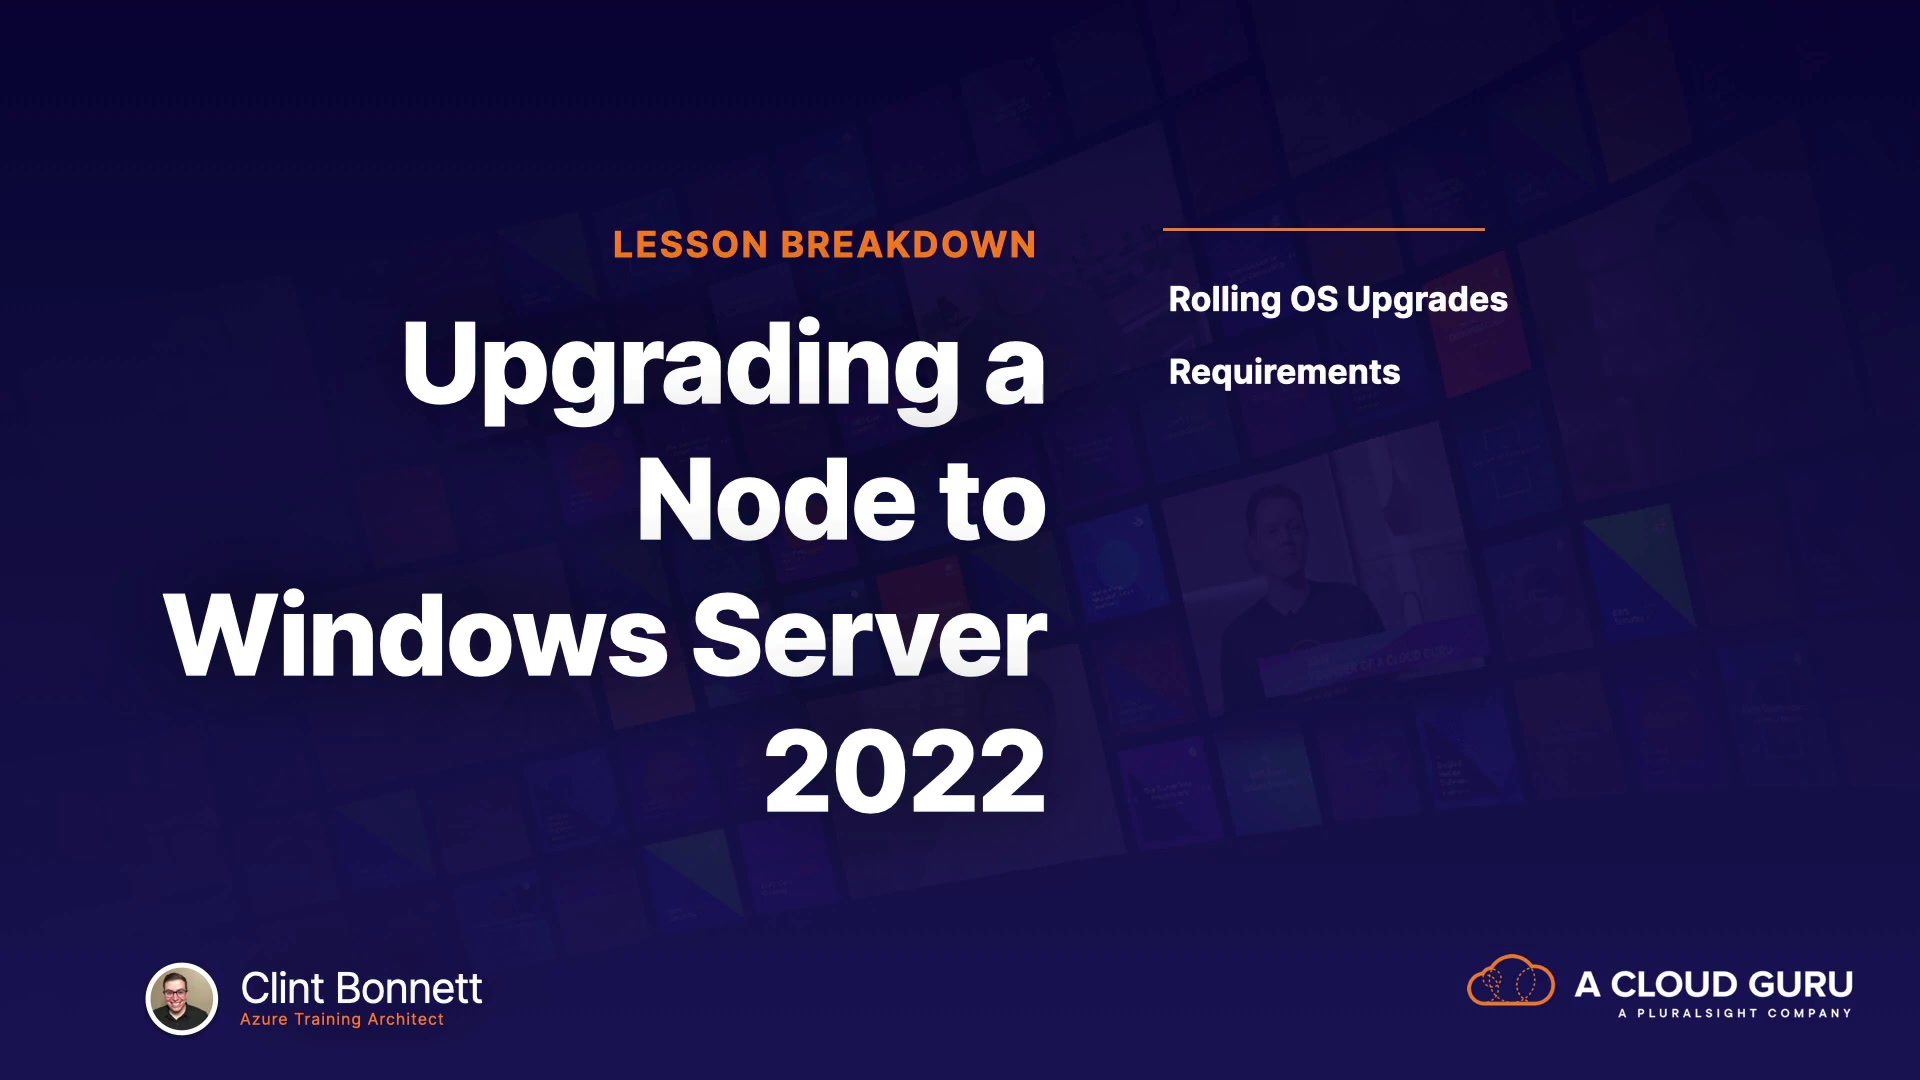 LESSON BREAKDOWN
Upgrading a
Node to
Windows Server
2022
Rolling OS Upgrades
Requirements
Clint Bonnett
Azure Training Architect
A CLOUD GURU
A PLURALSIGHT COMPANY